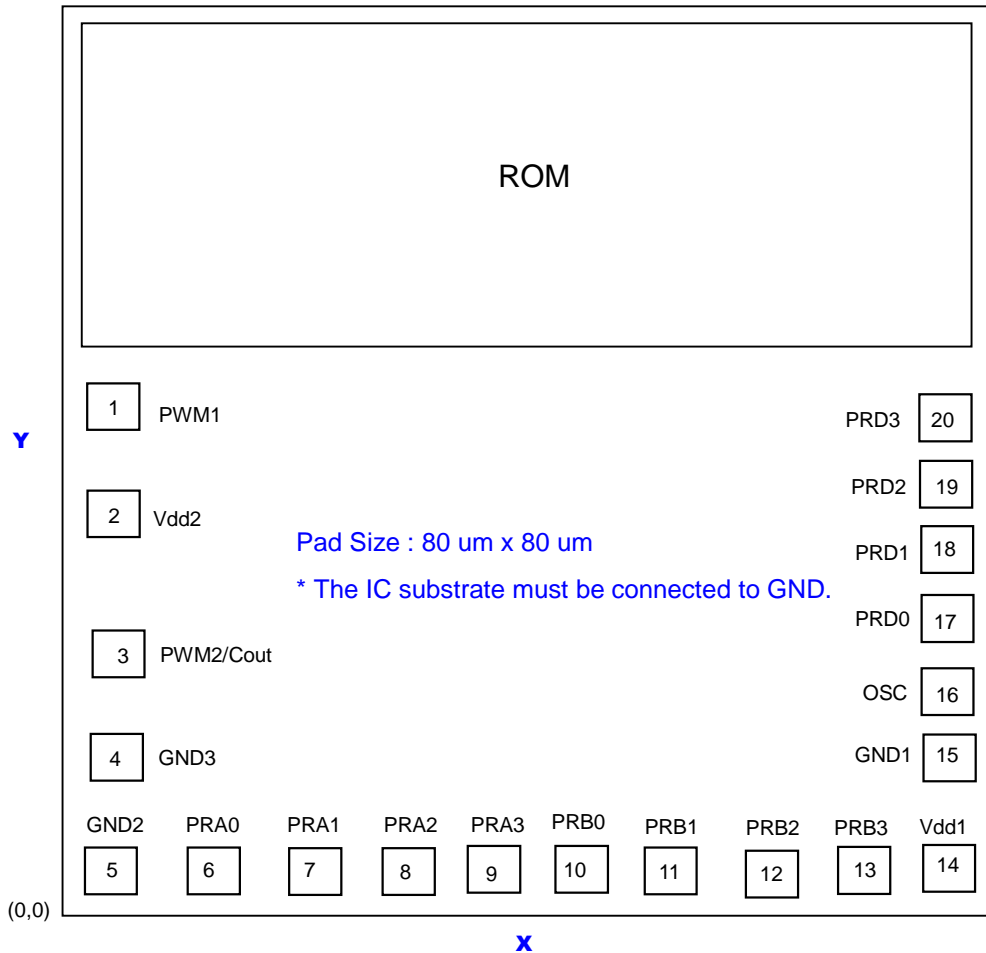 ROM
1 PWM1
PRD3 20
Y
PRD2 19
2 Vdd2
Pad Size : 80 um x 80 um
PRD1 18
* The IC substrate must be connected to GND.
PRD0 17
3 PWM2/Cout
OSC 16
4 GND3
GND1 15
GND2 PRA0 PRA1 PRA2 PRA3 PRB0 PRB1 PRB2 PRB3 Vdd1
5 6 7 8 9 10 11 12 13 14
(0,0)
X